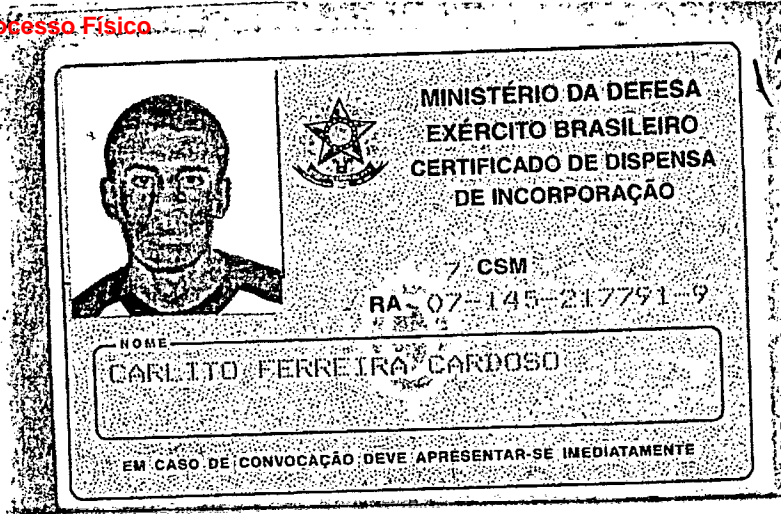 ocesso Físico
MINISTÉRIO DA DEFESA
EXÉRCITO BRASILEIRO
CERTIFICADO DE DISPENSA
DE INCORPORAÇÃO
7 CSM
RA 07-145-217791-9
NOME
CARLITO FERREIRA CARDOSO
EM CASO DE CONVOCAÇÃO DEVE APRESENTAR-SE IMEDIATAMENTE